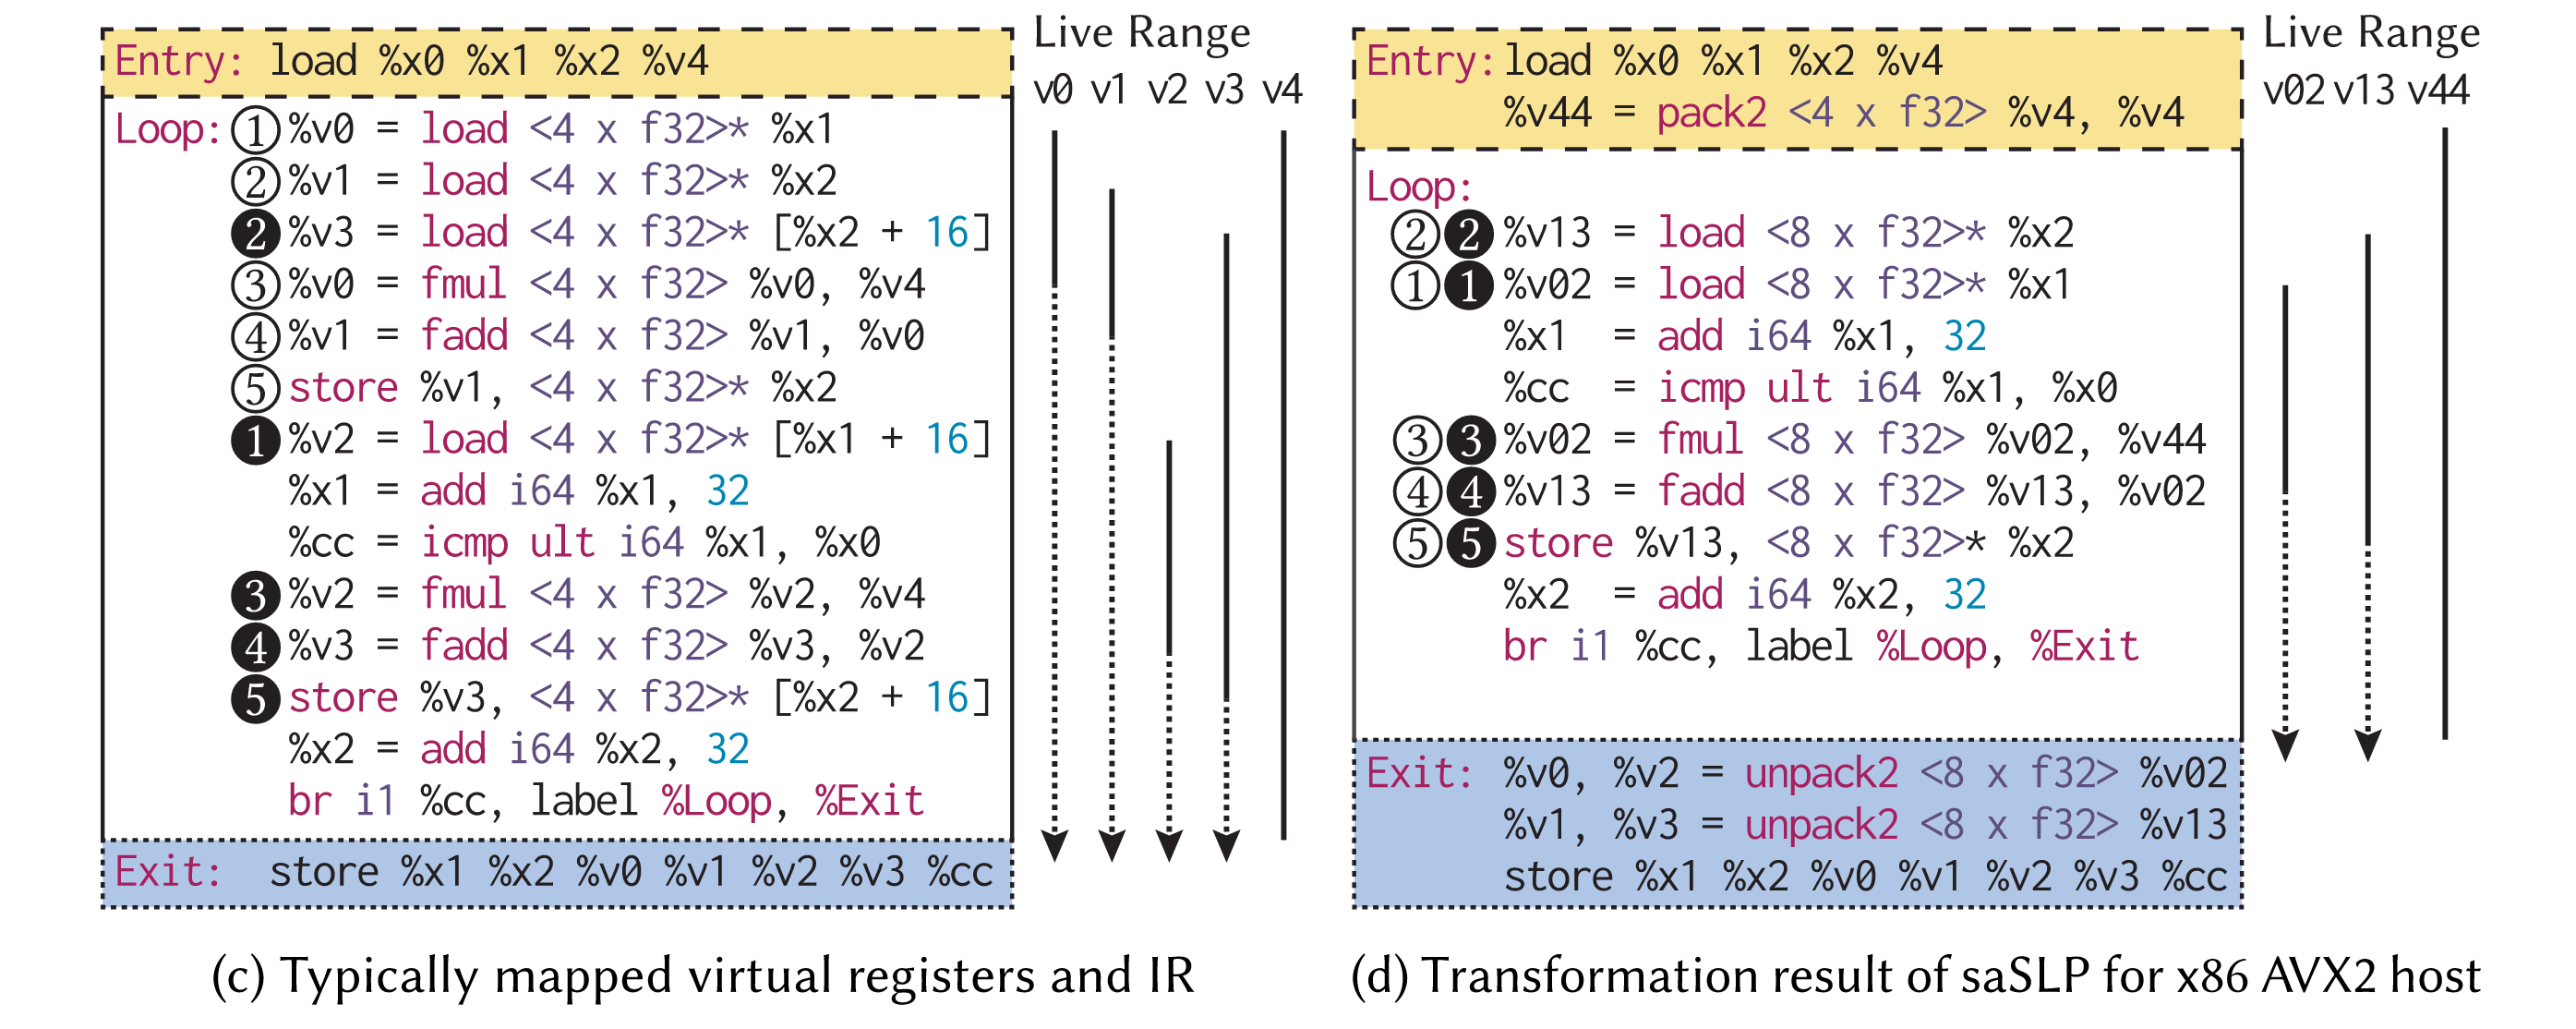 Entry: load %x0 %x1 %x2 %v4
Loop: ① %v0 = load <4 x f32>* %x1
② %v1 = load <4 x f32>* %x2
❷ %v3 = load <4 x f32>* [%x2 + 16]
③ %v0 = fmul <4 x f32> %v0, %v4
④ %v1 = fadd <4 x f32> %v1, %v0
⑤ store %v1, <4 x f32>* %x2
❶ %v2 = load <4 x f32>* [%x1 + 16]
%x1 = add i64 %x1, 32
%cc = icmp ult i64 %x1, %x0
❸ %v2 = fmul <4 x f32> %v2, %v4
❹ %v3 = fadd <4 x f32> %v3, %v2
❺ store %v3, <4 x f32>* [%x2 + 16]
%x2 = add i64 %x2, 32
br i1 %cc, label %Loop, %Exit
Exit: store %x1 %x2 %v0 %v1 %v2 %v3 %cc
Live Range
v0 v1 v2 v3 v4
(c) Typically mapped virtual registers and IR
Entry: load %x0 %x1 %x2 %v4
%v44 = pack2 <4 x f32> %v4, %v4
Loop:
②❷ %v13 = load <8 x f32>* %x2
①❶ %v02 = load <8 x f32>* %x1
%x1 = add i64 %x1, 32
%cc = icmp ult i64 %x1, %x0
③❸ %v02 = fmul <8 x f32> %v02, %v44
④❹ %v13 = fadd <8 x f32> %v13, %v02
⑤❺ store %v13, <8 x f32>* %x2
%x2 = add i64 %x2, 32
br i1 %cc, label %Loop, %Exit
Exit: %v0, %v2 = unpack2 <8 x f32> %v02
%v1, %v3 = unpack2 <8 x f32> %v13
store %x1 %x2 %v0 %v1 %v2 %v3 %cc
Live Range
v02 v13 v44
(d) Transformation result of saSLP for x86 AVX2 host